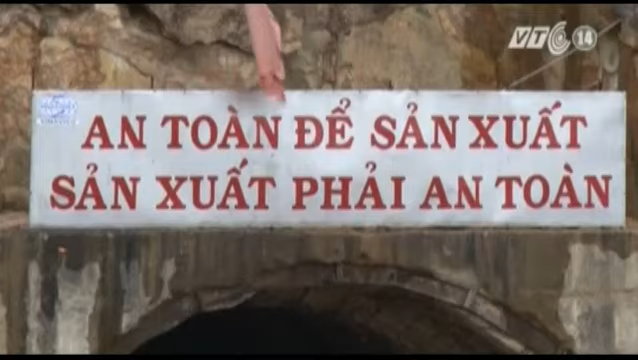 VTC14
AN TOÀN ĐỂ SẢN XUẤT
SẢN XUẤT PHẢI AN TOÀN